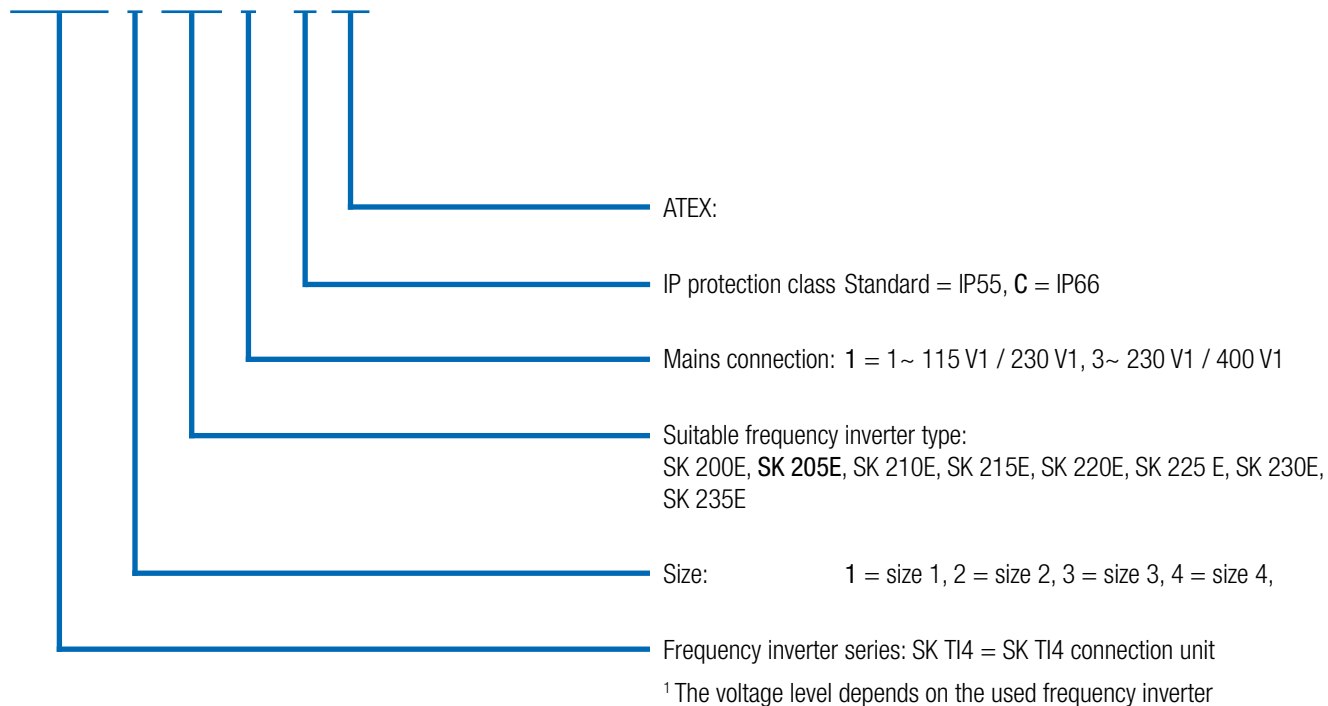 ATEX:
IP protection class Standard = IP55, C = IP66
Mains connection: 1 = 1~ 115 V1 / 230 V1, 3~ 230 V1 / 400 V1
Suitable frequency inverter type:
SK 200E, SK 205E, SK 210E, SK 215E, SK 220E, SK 225 E, SK 230E,
SK 235E
Size: 1 = size 1, 2 = size 2, 3 = size 3, 4 = size 4,
Frequency inverter series: SK TI4 = SK TI4 connection unit
¹ The voltage level depends on the used frequency inverter